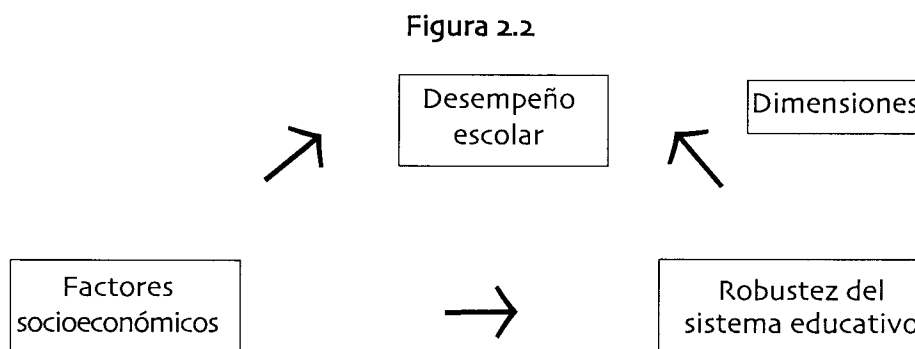 Figura 2.2
Desempeño
escolar
Dimensiones
Factores
socioeconómicos
Robustez del
sistema educativo